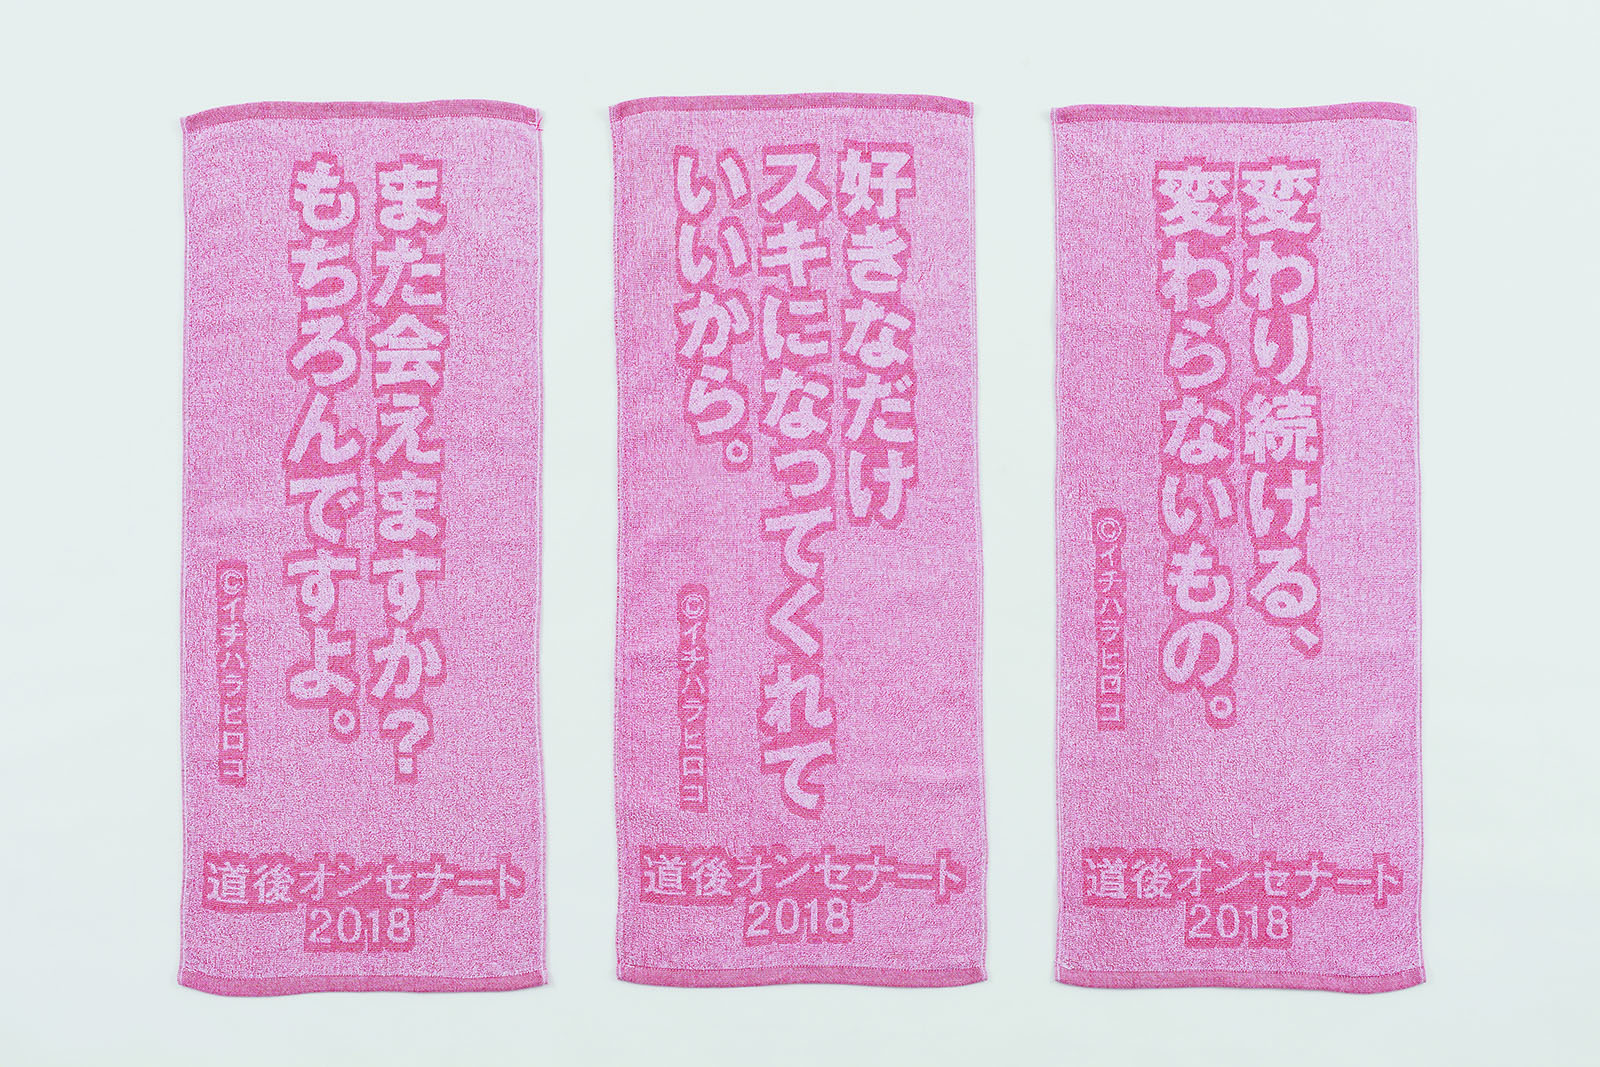 また会えますか？
もちろんですよ。
©イチハラヒロコ
道後オンセナート
2018
好きなだけ
スキになってくれて
いいから。
©イチハラヒロコ
道後オンセナート
2018
変わり続ける、
変わらないもの。
©イチハラヒロコ
道後オンセナート
2018